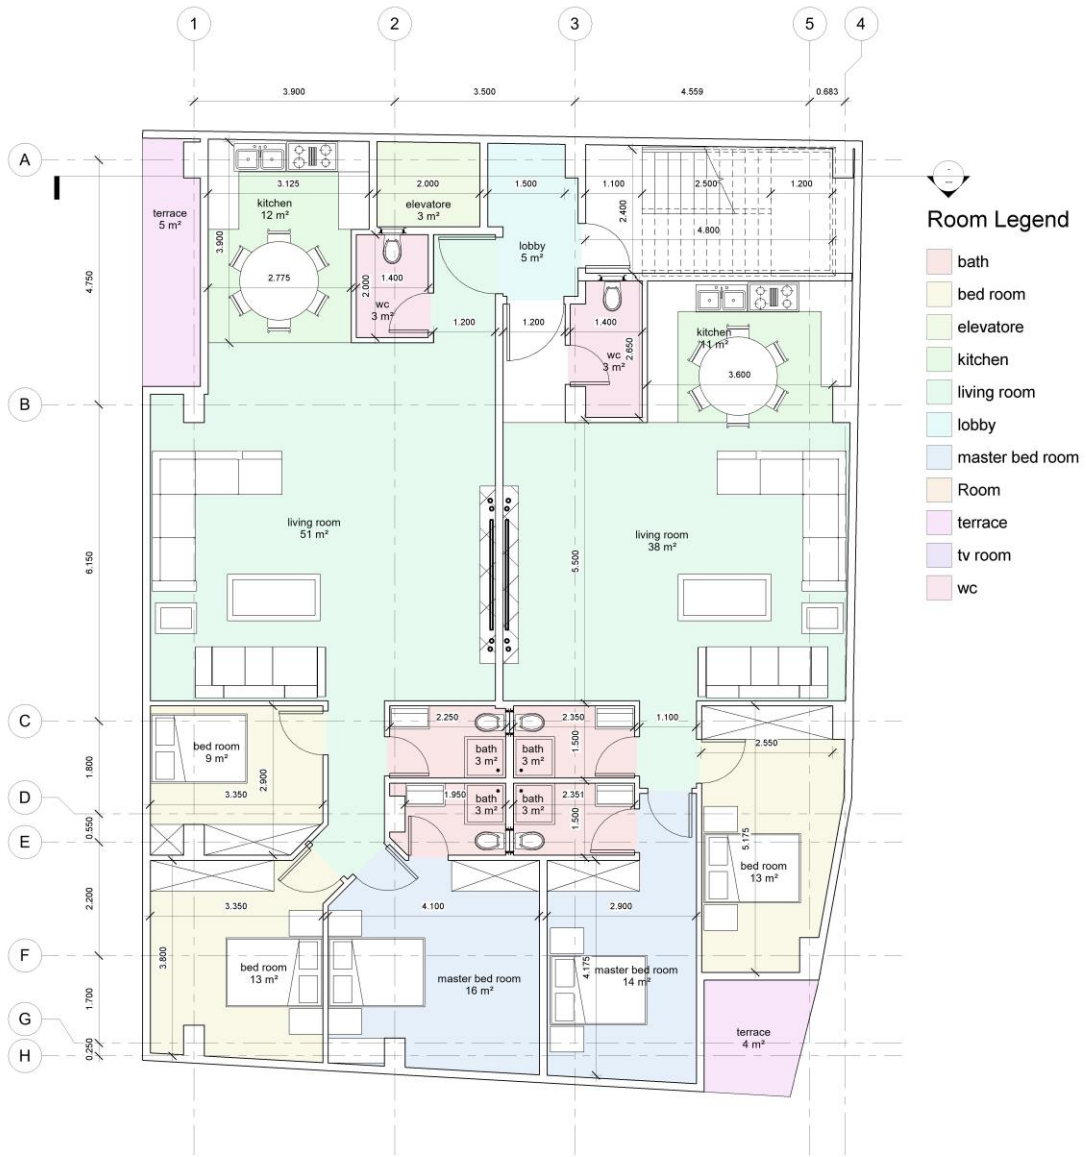 1
2
3
5
4
3.900
3.500
4.559
0.683
A
B
C
D
E
F
G
H
4.750
6.150
1.800
0.550
2.200
1.700
0.250
terrace
5 m²
3.125
kitchen
12 m²
3.900
2.775
2.000
elevatore
3 m²
1.500
lobby
5 m²
1.100
2.500
1.200
2.400
4.800
2.000
1.400
wc
3 m²
1.200
1.200
1.400
wc
3 m²
2.650
kitchen
11 m²
3.600
living room
51 m²
living room
38 m²
5.500
bed room
9 m²
2.900
3.350
2.250
bath
3 m²
2.350
bath
3 m²
1.500
1.100
2.550
1.950
bath
3 m²
2.351
bath
3 m²
1.500
5.175
bed room
13 m²
3.350
3.800
bed room
13 m²
4.100
master bed room
16 m²
2.900
4.175
master bed room
14 m²
terrace
4 m²
Room Legend
bath
bed room
elevatore
kitchen
living room
lobby
master bed room
Room
terrace
tv room
wc